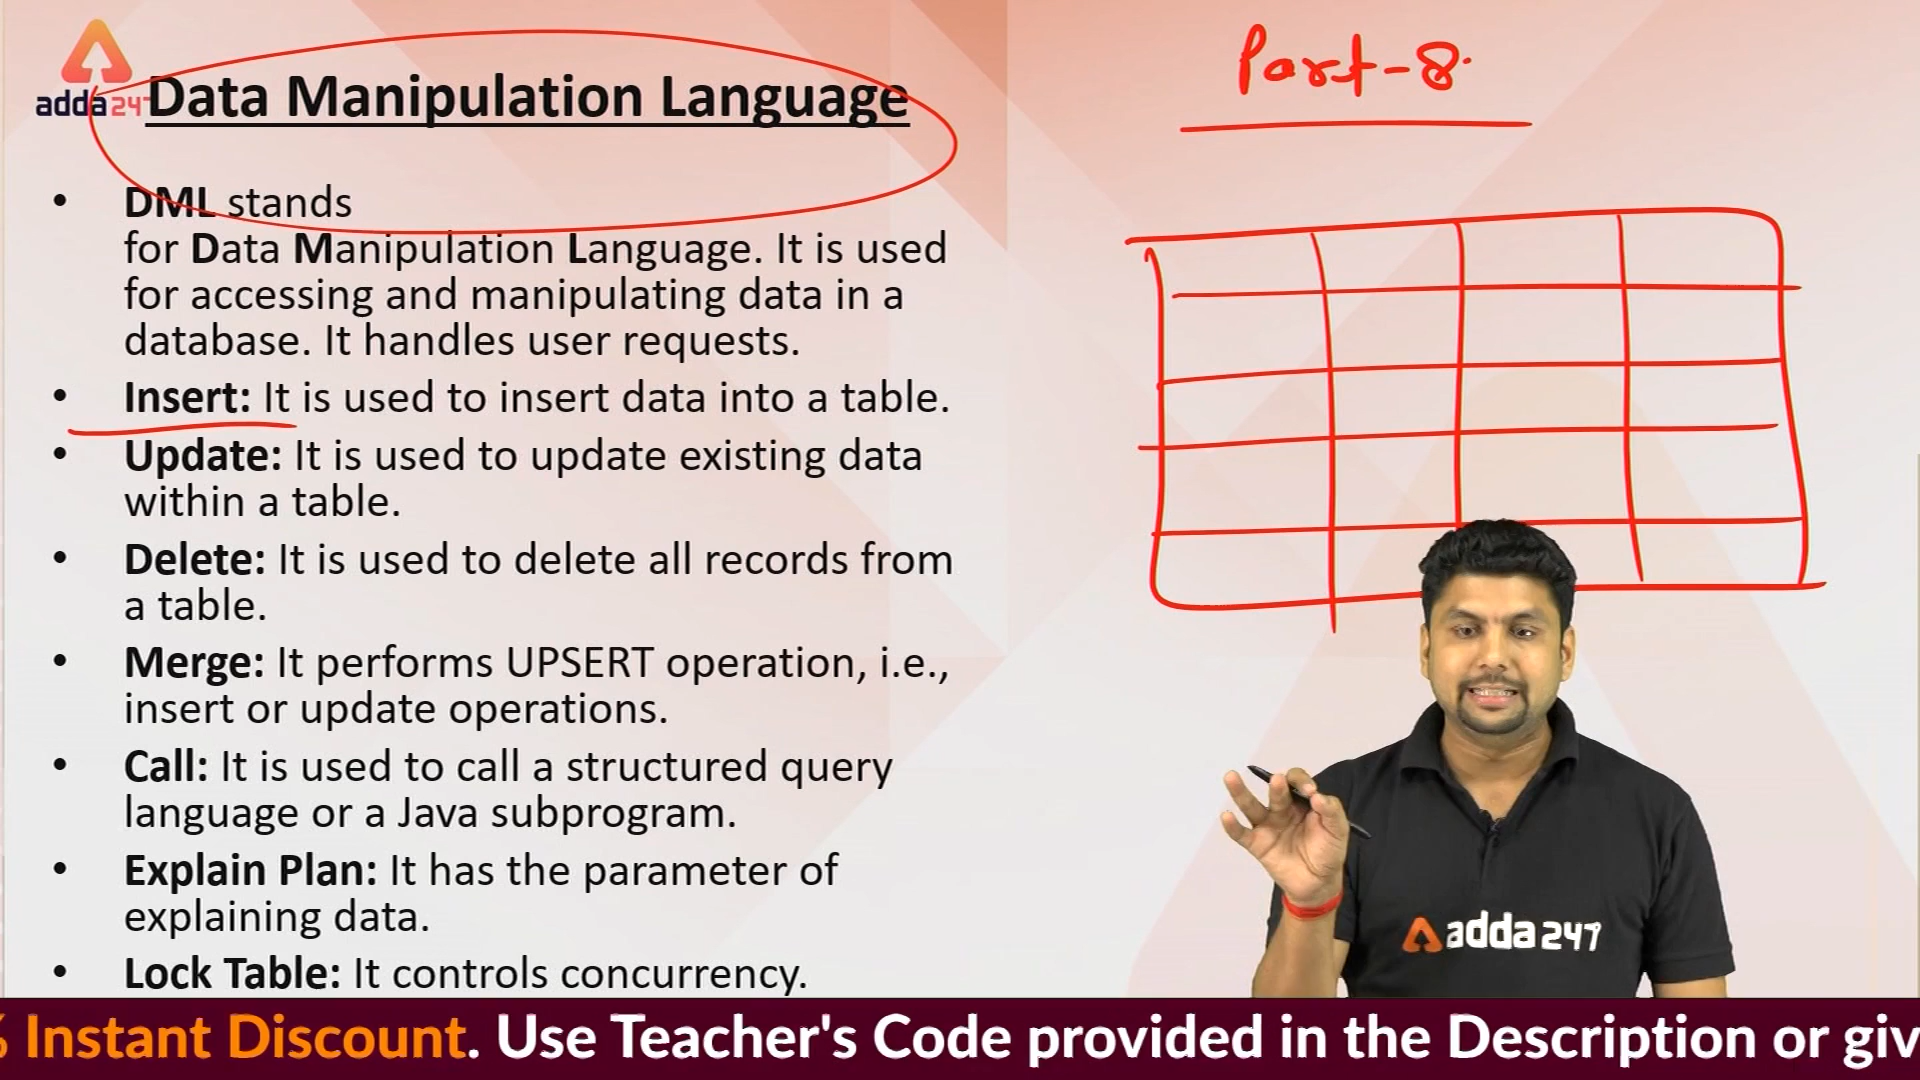 adda 247
Data Manipulation Language
Part-8
• DML stands
for Data Manipulation Language. It is used
for accessing and manipulating data in a
database. It handles user requests.
• Insert: It is used to insert data into a table.
• Update: It is used to update existing data
within a table.
• Delete: It is used to delete all records from
a table.
• Merge: It performs UPSERT operation, i.e.,
insert or update operations.
• Call: It is used to call a structured query
language or a Java subprogram.
• Explain Plan: It has the parameter of
explaining data.
• Lock Table: It controls concurrency.
adda 247
% Instant Discount. Use Teacher's Code provided in the Description or giv